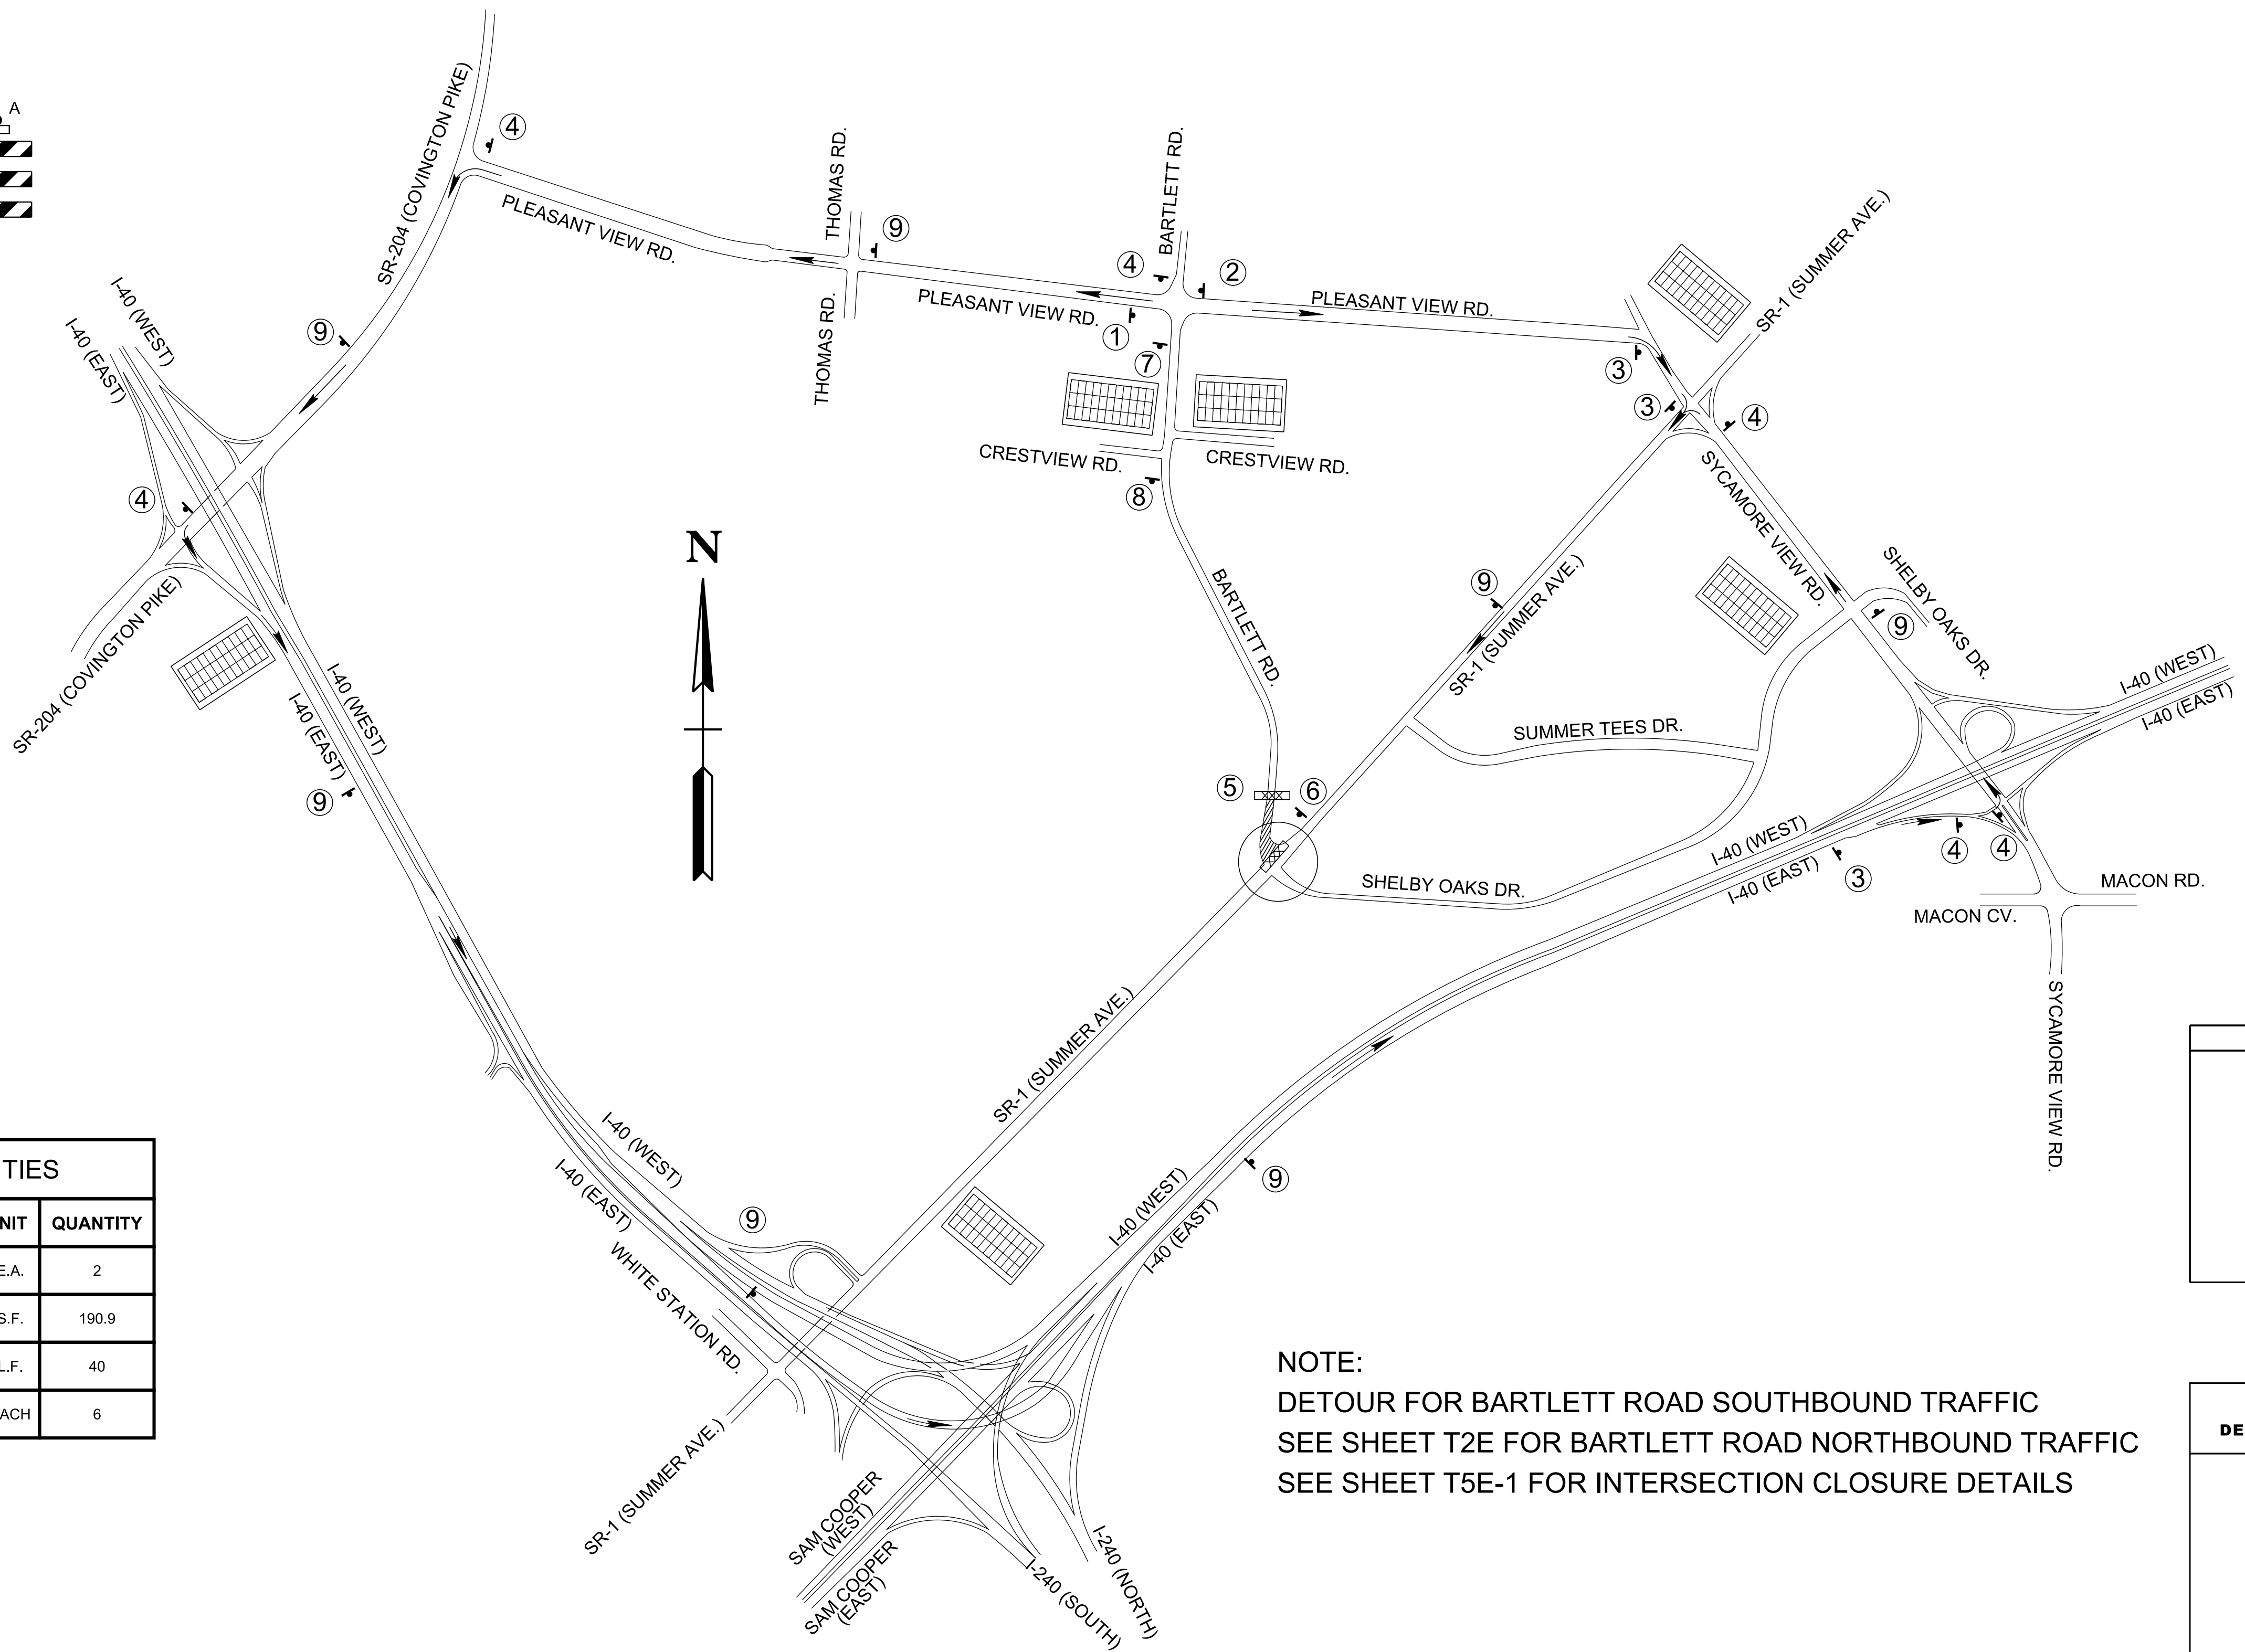 A
④
SR-204 (COVINGTON PIKE)
PLEASANT VIEW RD.
THOMAS RD.
⑨
THOMAS RD.
BARTLETT RD.
④
②
PLEASANT VIEW RD.
①
PLEASANT VIEW RD.
⑦
SR-1 (SUMMER AVE.)
③
③
④
CRESTVIEW RD.
CRESTVIEW RD.
⑧
I-40 (WEST)
I-40 (EAST)
⑨
④
SR-204 (COVINGTON PIKE)
N
SYCAMORE VIEW RD.
BARTLETT RD.
⑨
SR-1 (SUMMER AVE.)
SHELBY OAKS DR.
⑨
I-40 (WEST)
I-40 (EAST)
⑨
I-40 (WEST)
I-40 (EAST)
SUMMER TEES DR.
⑤
⑥
SHELBY OAKS DR.
I-40 (WEST)
I-40 (EAST)
③
④
④
MACON RD.
MACON CV.
SYCAMORE VIEW RD.
SR-1 (SUMMER AVE.)
I-40 (WEST)
I-40 (EAST)
⑨
⑨
I-40 (WEST)
I-40 (EAST)
WHITE STATION RD.
SR-1 (SUMMER AVE.)
SAM COOPER
(WEST)
SAM COOPER
(EAST)
I-240 (SOUTH)
I-240 (NORTH)
TIES
NIT QUANTITY
E.A. 2
S.F. 190.9
L.F. 40
ACH 6
NOTE:
DETOUR FOR BARTLETT ROAD SOUTHBOUND TRAFFIC
SEE SHEET T2E FOR BARTLETT ROAD NORTHBOUND TRAFFIC
SEE SHEET T5E-1 FOR INTERSECTION CLOSURE DETAILS
DE